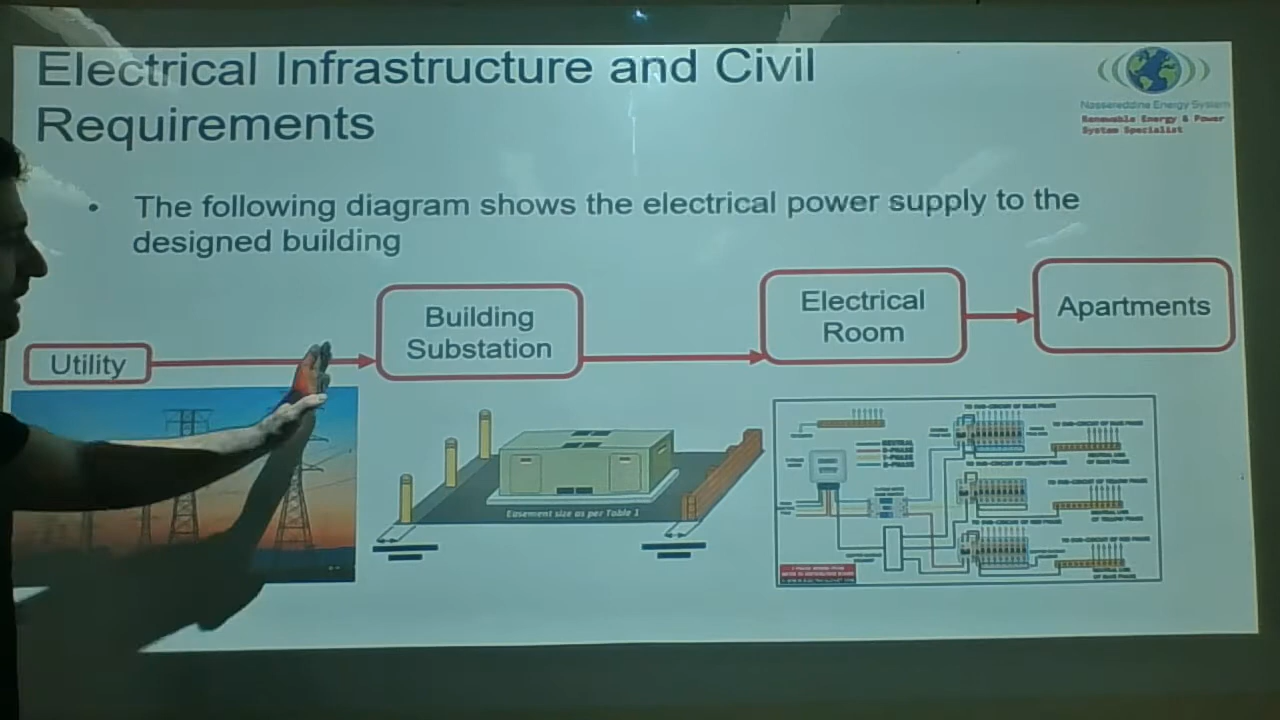 Electrical Infrastructure and Civil
Requirements
Nassereddine Energy System
Renewable Energy & Power
System Specialist
• The following diagram shows the electrical power supply to the
designed building
Utility
Building
Substation
Electrical
Room
Apartments
Easement size as per Table 1
NEUTRAL